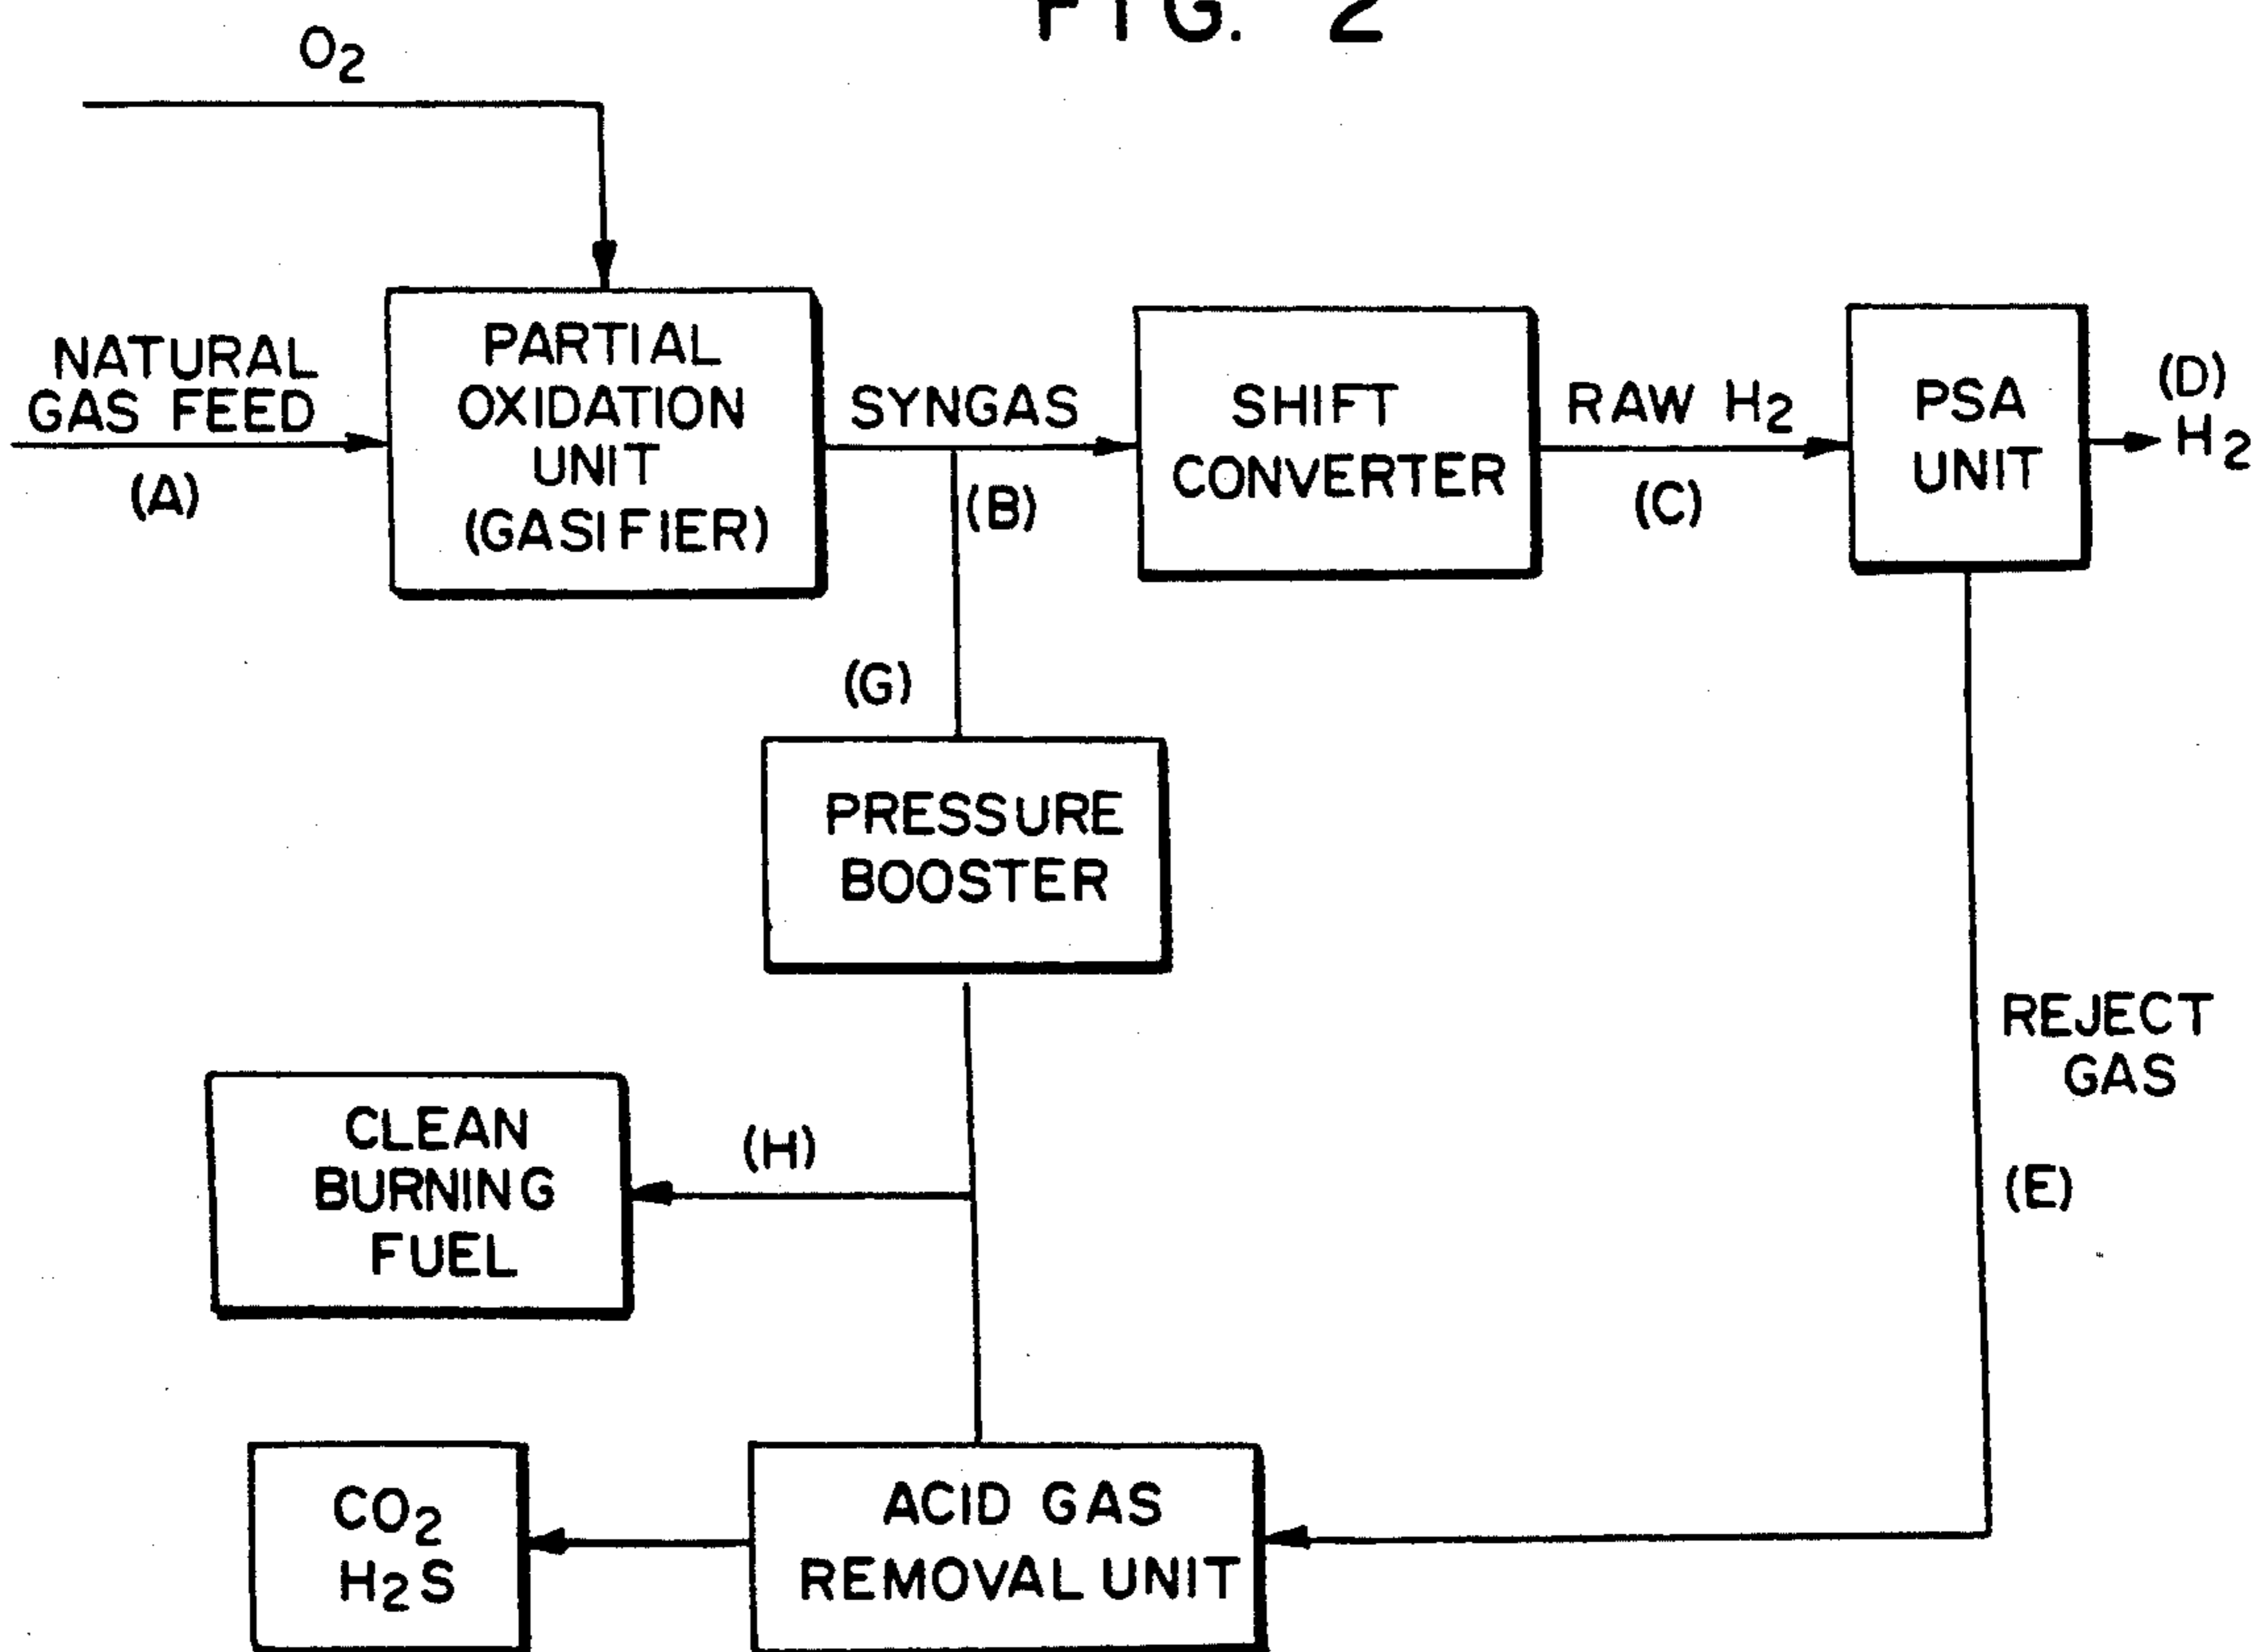 FIG. 2
O2
NATURAL
GAS FEED
(A)
PARTIAL
OXIDATION
UNIT
(GASIFIER)
SYNGAS
(B)
SHIFT
CONVERTER
RAW H2
(C)
PSA
UNIT
(D)
H2
(G)
PRESSURE
BOOSTER
REJECT
GAS
(E)
CLEAN
BURNING
FUEL
(H)
CO2
H2S
ACID GAS
REMOVAL UNIT